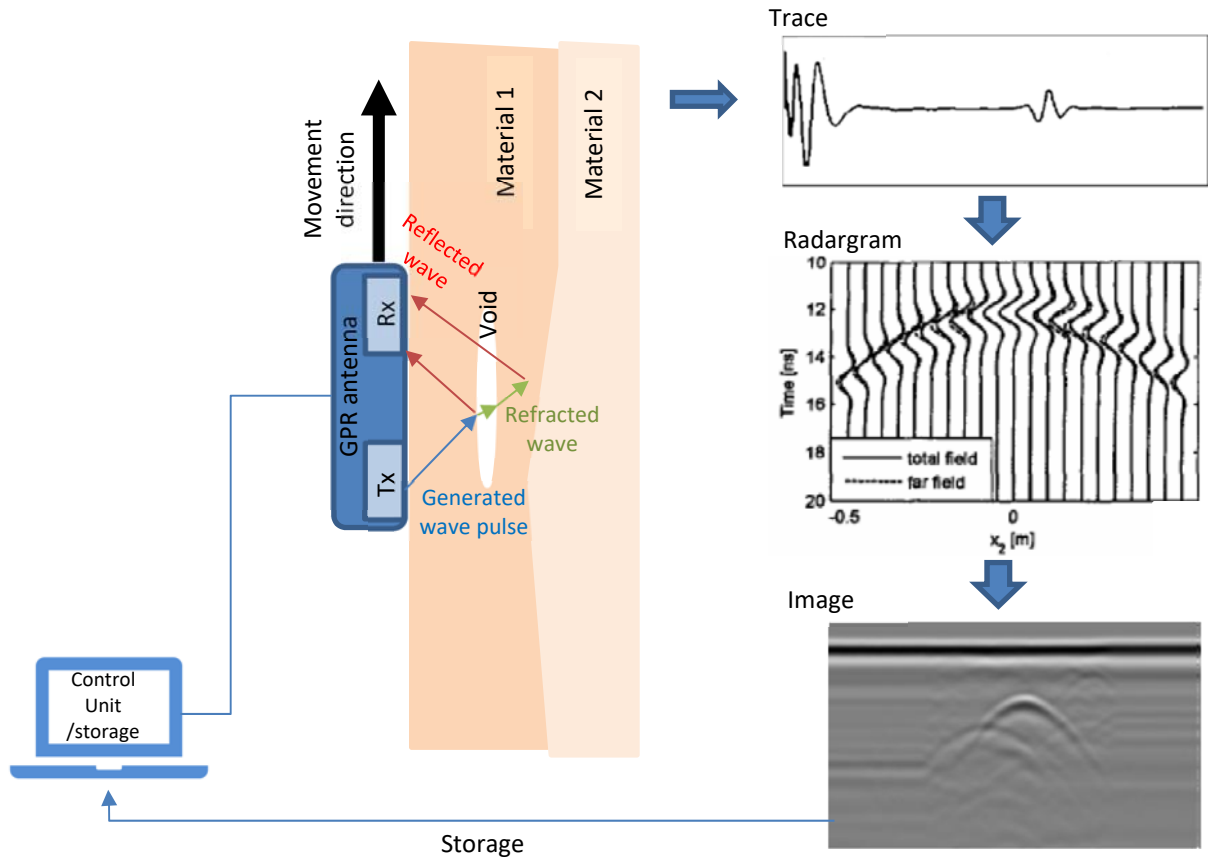 Trace
Material 1
Material 2
Movement
direction
Reflected
wave
Void
GPR antenna
Rx
Tx
Refracted
wave
Generated
wave pulse
Radargram
10
12
14
16
18
20
Time [ns]
total field
far field
-0.5
0
x₂ [m]
Image
Control
Unit
/storage
Storage